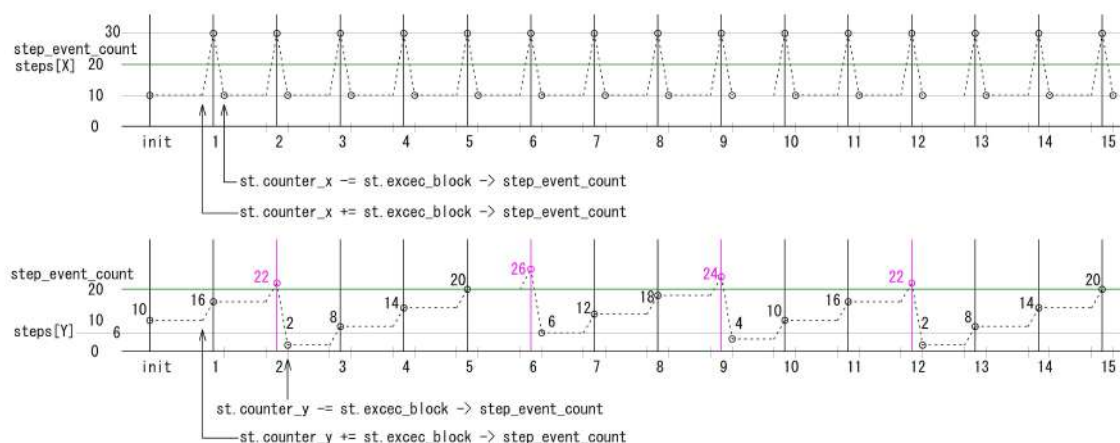 30
step_event_count
steps[X] 20
10
0
init 1 2 3 4 5 6 7 8 9 10 11 12 13 14 15
st.counter_x -= st.excec_block -> step_event_count
st.counter_x += st.excec_block -> step_event_count
step_event_count
20
10
steps[Y] 6
0
10 16 22 2 8 14 20 26 6 12 18 24 4 10 16 22 2 8 14 20
init 1 2 3 4 5 6 7 8 9 10 11 12 13 14 15
st.counter_y -= st.excec_block -> step_event_count
st.counter_y += st.excec_block -> step_event_count